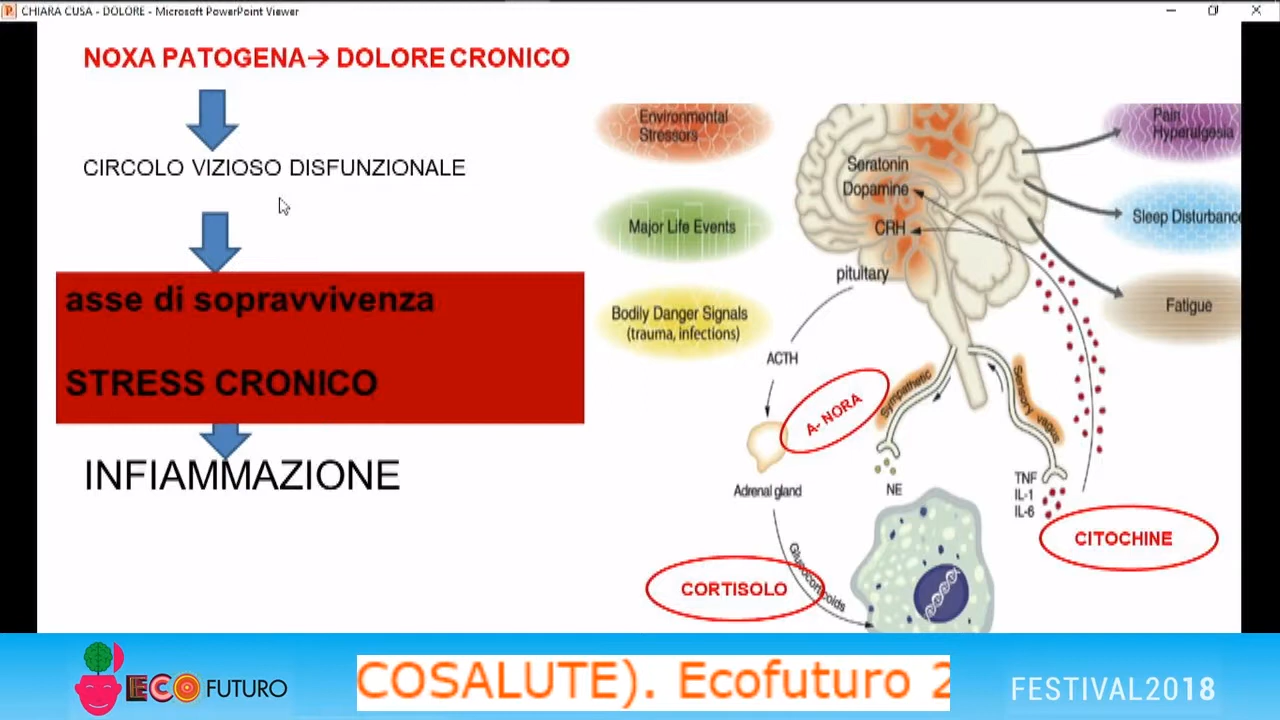 CHIARA CUSA - DOLORE - Microsoft PowerPoint Viewer
NOXA PATOGENA→ DOLORE CRONICO
CIRCOLO VIZIOSO DISFUNZIONALE
asse di sopravvivenza
STRESS CRONICO
INFIAMMAZIONE
Environmental
Stressors
Major Life Events
Bodily Danger Signals
(trauma, infections)
Seratonin
Dopamine
CRH
pituitary
ACTH
A- NORA
Sympathetic
Sensory vagus
Adrenal gland
NE
TNF
IL-1
IL-6
CITOCHINE
CORTISOLO
Glucocorticoids
Pain
Hyperalgesia
Sleep Disturbance
Fatigue
ECO FUTURO
COSALUTE). Ecofuturo 2
FESTIVAL2018